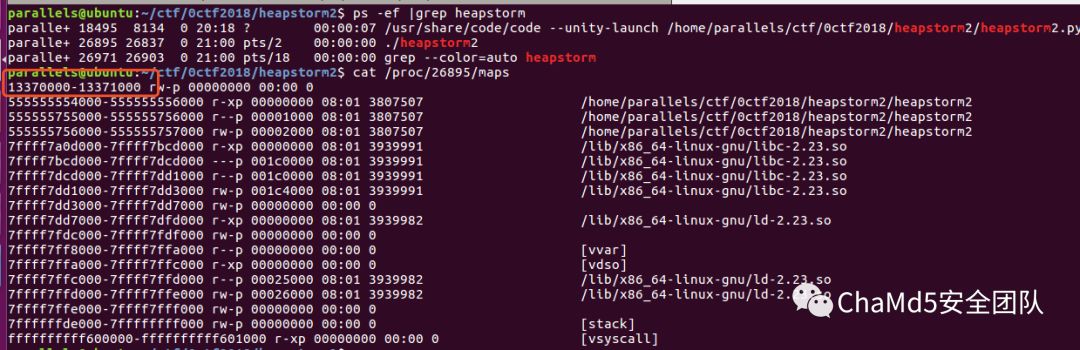 parallels@ubuntu:~/ctf/0ctf2018/heapstorm2$ ps -ef |grep heapstorm
paralle+ 18495  8134  0 20:18 ?        00:00:07 /usr/share/code/code --unity-launch /home/parallels/ctf/0ctf2018/heapstorm2/heapstorm2.py
paralle+ 26895 26837  0 21:00 pts/2    00:00:00 ./heapstorm2
paralle+ 26971 26903  0 21:00 pts/18   00:00:00 grep --color=auto heapstorm
parallels@ubuntu:~/ctf/0ctf2018/heapstorm2$ cat /proc/26895/maps
13370000-13371000 rw-p 00000000 00:00 0
555555554000-555555556000 r-xp 00000000 08:01 3807507 /home/parallels/ctf/0ctf2018/heapstorm2/heapstorm2
555555755000-555555756000 r--p 00001000 08:01 3807507 /home/parallels/ctf/0ctf2018/heapstorm2/heapstorm2
555555756000-555555757000 rw-p 00002000 08:01 3807507 /home/parallels/ctf/0ctf2018/heapstorm2/heapstorm2
7ffff7a0d000-7ffff7bcd000 r-xp 00000000 08:01 3939991 /lib/x86_64-linux-gnu/libc-2.23.so
7ffff7bcd000-7ffff7dcd000 ---p 001c0000 08:01 3939991 /lib/x86_64-linux-gnu/libc-2.23.so
7ffff7dcd000-7ffff7dd1000 r--p 001c0000 08:01 3939991 /lib/x86_64-linux-gnu/libc-2.23.so
7ffff7dd1000-7ffff7dd3000 rw-p 001c4000 08:01 3939991 /lib/x86_64-linux-gnu/libc-2.23.so
7ffff7dd3000-7ffff7dd7000 rw-p 00000000 00:00 0
7ffff7dd7000-7ffff7dfd000 r-xp 00000000 08:01 3939982 /lib/x86_64-linux-gnu/ld-2.23.so
7ffff7fdc000-7ffff7fdf000 rw-p 00000000 00:00 0
7ffff7ff8000-7ffff7ffa000 r--p 00000000 00:00 0 [vvar]
7ffff7ffa000-7ffff7ffc000 r-xp 00000000 00:00 0 [vdso]
7ffff7ffc000-7ffff7ffd000 r--p 00025000 08:01 3939982 /lib/x86_64-linux-gnu/ld-2.23.so
7ffff7ffd000-7ffff7ffe000 rw-p 00026000 08:01 3939982 /lib/x86_64-linux-gnu/ld-2.23.so
7ffff7ffe000-7ffff7fff000 rw-p 00000000 00:00 0
7ffffffde000-7ffffffff000 rw-p 00000000 00:00 0 [stack]
ffffffffff600000-ffffffffff601000 r-xp 00000000 00:00 0 [vsyscall]
ChaMd5安全团队